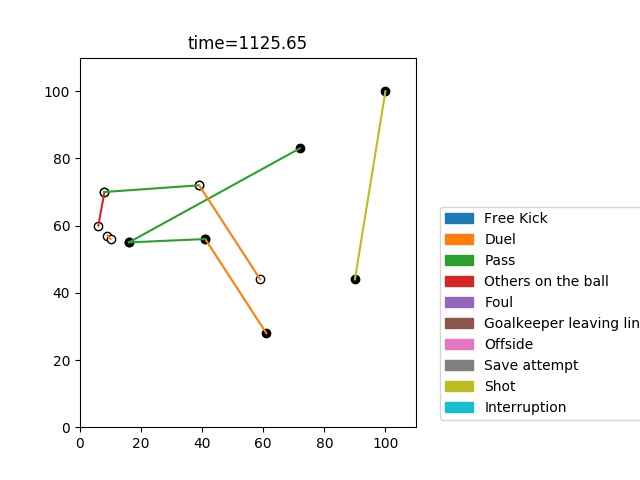 time=1125.65
100
80
60
40
20
0
0 20 40 60 80 100
Free Kick
Duel
Pass
Others on the ball
Foul
Goalkeeper leaving lin
Offside
Save attempt
Shot
Interruption